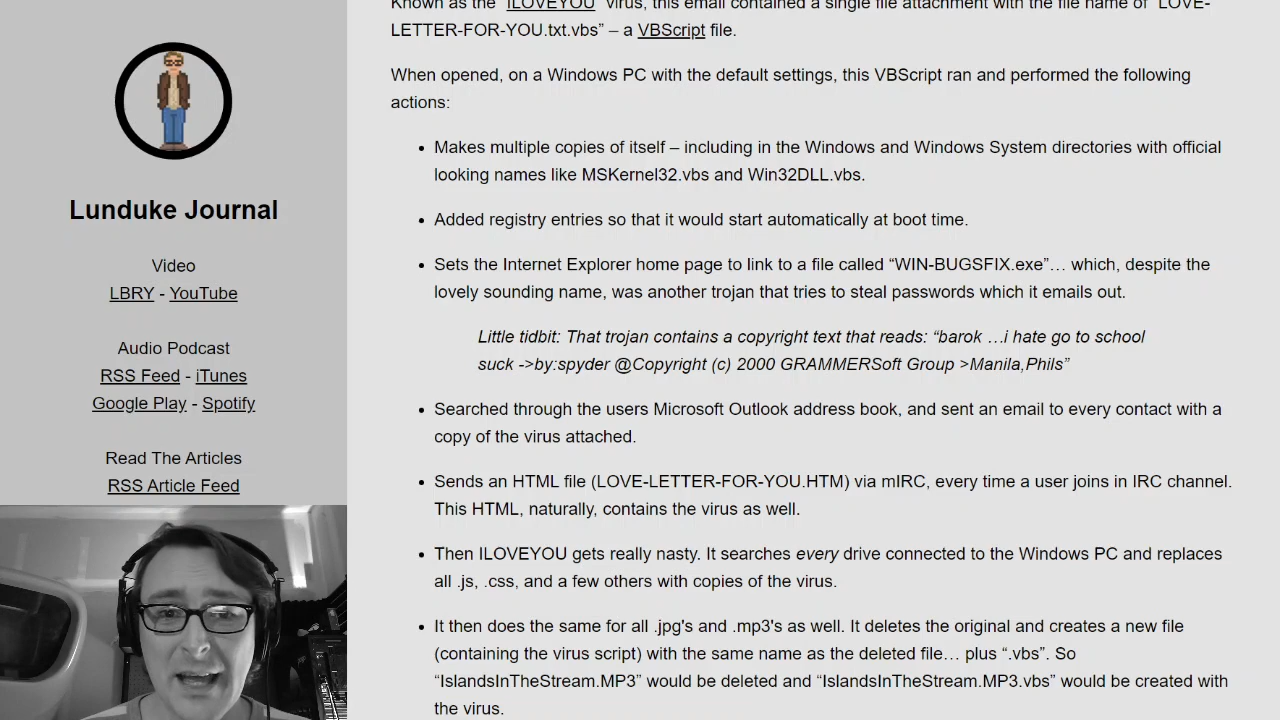 Lunduke Journal
Video
LBRY - YouTube
Audio Podcast
RSS Feed - iTunes
Google Play - Spotify
Read The Articles
RSS Article Feed
Known as the “ILOVEYOU” virus, this email contained a single file attachment with the file name of “LOVE-
LETTER-FOR-YOU.txt.vbs” – a VBScript file.
When opened, on a Windows PC with the default settings, this VBScript ran and performed the following
actions:
• Makes multiple copies of itself – including in the Windows and Windows System directories with official
looking names like MSKernel32.vbs and Win32DLL.vbs.
• Added registry entries so that it would start automatically at boot time.
• Sets the Internet Explorer home page to link to a file called “WIN-BUGSFIX.exe”… which, despite the
lovely sounding name, was another trojan that tries to steal passwords which it emails out.
Little tidbit: That trojan contains a copyright text that reads: “barok …i hate go to school
suck ->by:spyder @Copyright (c) 2000 GRAMMERSoft Group >Manila,Phils”
• Searched through the users Microsoft Outlook address book, and sent an email to every contact with a
copy of the virus attached.
• Sends an HTML file (LOVE-LETTER-FOR-YOU.HTM) via mIRC, every time a user joins in IRC channel.
This HTML, naturally, contains the virus as well.
• Then ILOVEYOU gets really nasty. It searches every drive connected to the Windows PC and replaces
all .js, .css, and a few others with copies of the virus.
• It then does the same for all .jpg's and .mp3's as well. It deletes the original and creates a new file
(containing the virus script) with the same name as the deleted file… plus “.vbs”. So
“IslandsInTheStream.MP3” would be deleted and “IslandsInTheStream.MP3.vbs” would be created with
the virus.